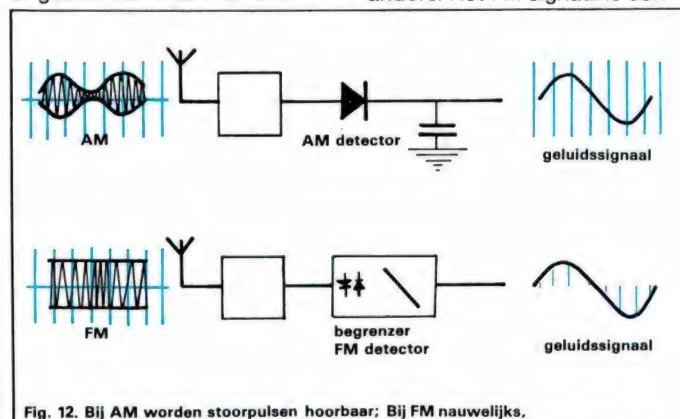 AM
AM detector
geluidssignaal
FM
begrenzer
FM detector
geluidssignaal
Fig. 12. Bij AM worden stoorpulsen hoorbaar; Bij FM nauwelijks,